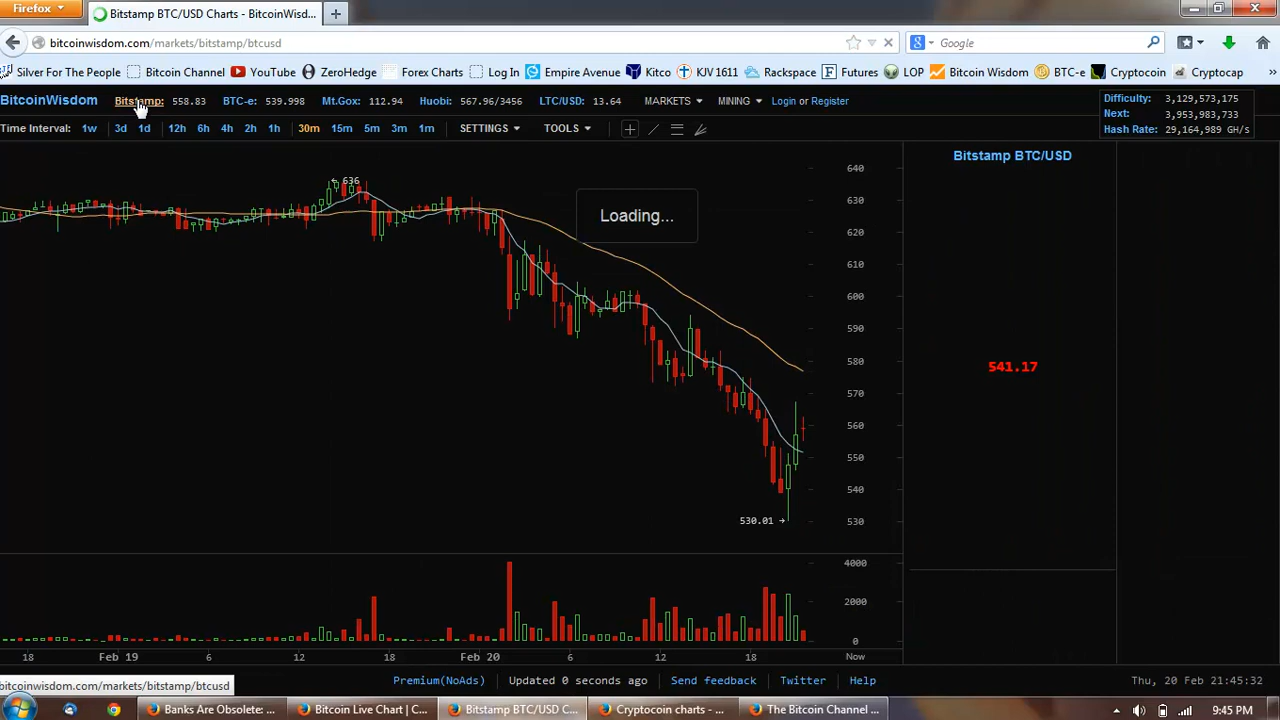 Firefox
Bitstamp BTC/USD Charts - BitcoinWisd...
bitcoinwisdom.com/markets/bitstamp/btcusd
Google
Silver For The People Bitcoin Channel YouTube ZeroHedge Forex Charts Log In Empire Avenue Kitco KJV 1611 Rackspace Futures LOP Bitcoin Wisdom BTC-e Cryptocoin Cryptocap »
BitcoinWisdom Bitstamp: 558.83 BTC-e: 539.998 Mt.Gox: 112.94 Huobi: 567.96/3456 LTC/USD: 13.64 MARKETS MINING Login or Register
Difficulty: 3,129,573,175
Next: 3,953,983,733
Hash Rate: 29,164,989 GH/s
Time Interval: 1w 3d 1d 12h 6h 4h 2h 1h 30m 15m 5m 3m 1m SETTINGS TOOLS
Bitstamp BTC/USD
640
636
630
Loading...
620
610
600
590
580
541.17
570
560
550
540
530.01
530
4000
2000
0
18 Feb 19 6 12 18 Feb 20 6 12 18 Now
bitcoinwisdom.com/markets/bitstamp/btcusd
Premium(NoAds) Updated 0 seconds ago Send feedback Twitter Help Thu, 20 Feb 21:45:32
Banks Are Obsolete: ... Bitcoin Live Chart | C... Bitstamp BTC/USD C... Cryptocoin charts - ... The Bitcoin Channel ... 9:45 PM